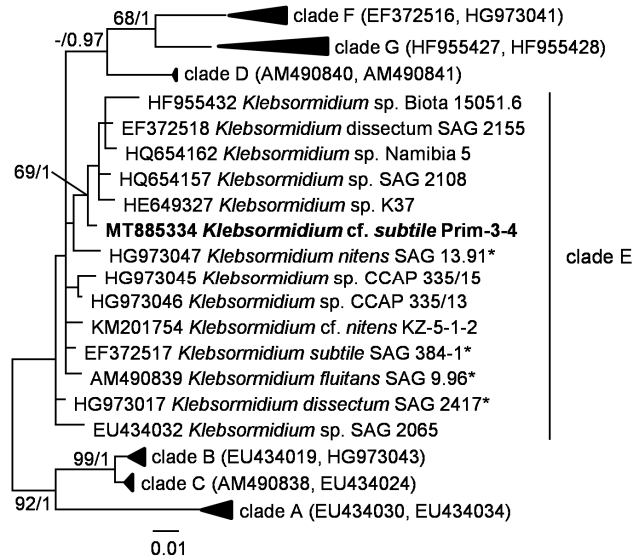 68/1
clade F (EF372516, HG973041)
-/0.97
clade G (HF955427, HF955428)
clade D (AM490840, AM490841)
HF955432 Klebsormidium sp. Biota 15051.6
EF372518 Klebsormidium dissectum SAG 2155
HQ654162 Klebsormidium sp. Namibia 5
69/1
HQ654157 Klebsormidium sp. SAG 2108
HE649327 Klebsormidium sp. K37
MT885334 Klebsormidium cf. subtile Prim-3-4
HG973047 Klebsormidium nitens SAG 13.91*
clade E
HG973045 Klebsormidium sp. CCAP 335/15
HG973046 Klebsormidium sp. CCAP 335/13
KM201754 Klebsormidium cf. nitens KZ-5-1-2
EF372517 Klebsormidium subtile SAG 384-1*
AM490839 Klebsormidium fluitans SAG 9.96*
HG973017 Klebsormidium dissectum SAG 2417*
EU434032 Klebsormidium sp. SAG 2065
99/1
clade B (EU434019, HG973043)
clade C (AM490838, EU434024)
92/1
clade A (EU434030, EU434034)
0.01